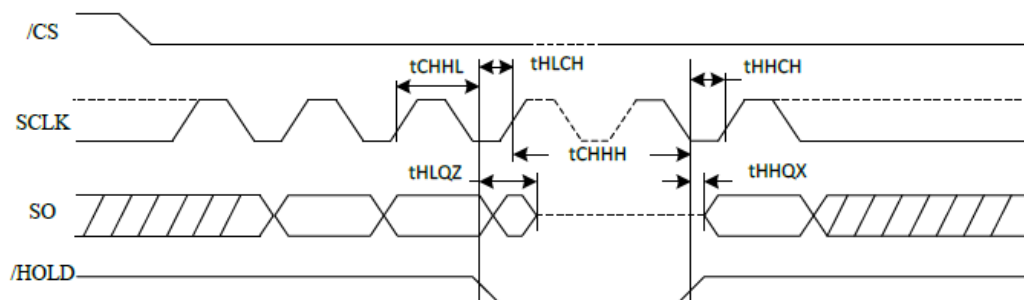 /CS
tCHHL
tHLCH
tHHCH
SCLK
tCHHH
tHLQZ
tHHQX
SO
/HOLD